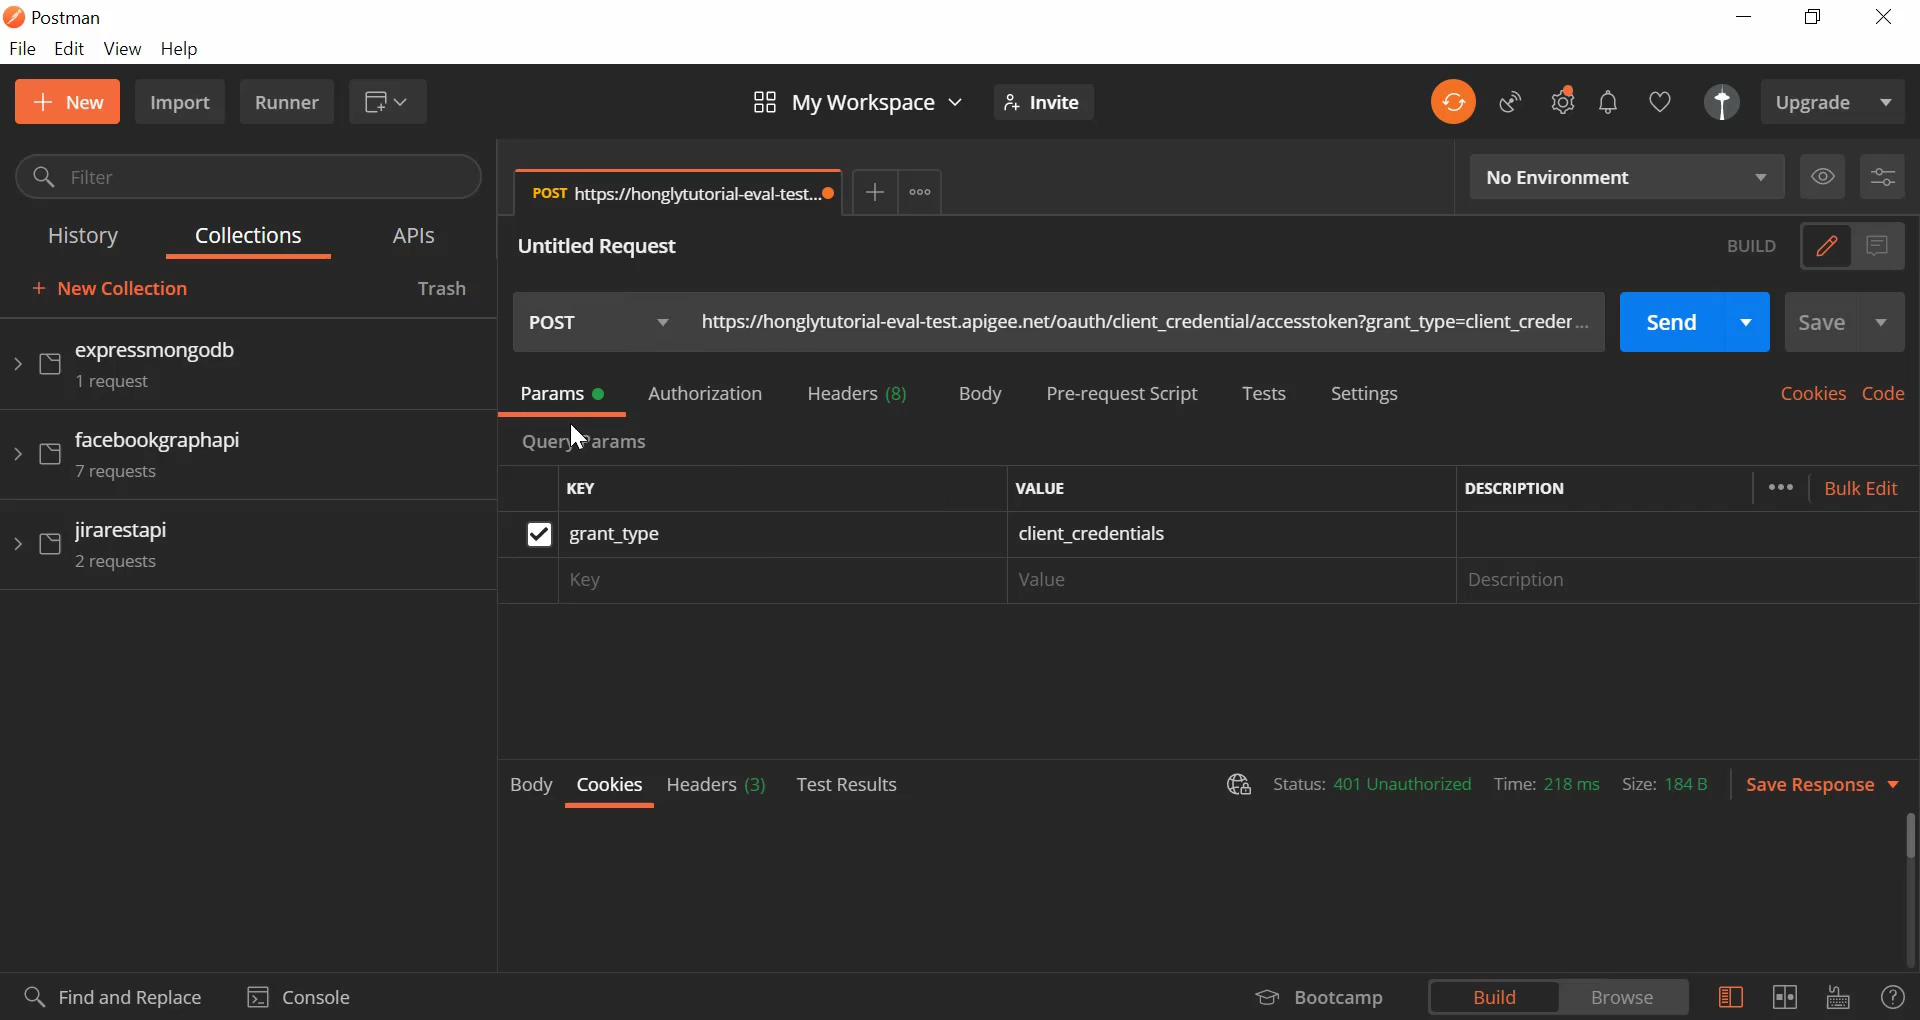 Postman
File Edit View Help
+ New Import Runner My Workspace Invite Upgrade
Filter
History Collections APIs
+ New Collection Trash
expressmongodb
1 request
facebookgraphapi
7 requests
jirarestapi
2 requests
POST https://honglytutorial-eval-test... No Environment
Untitled Request BUILD
POST https://honglytutorial-eval-test.apigee.net/oauth/client_credential/accesstoken?grant_type=client_creder ... Send Save
Params Authorization Headers (8) Body Pre-request Script Tests Settings Cookies Code
Query arams
KEY VALUE DESCRIPTION ••• Bulk Edit
grant_type client_credentials
Key Value Description
Body Cookies Headers (3) Test Results Status: 401 Unauthorized Time: 218 ms Size: 184 B Save Response
Find and Replace Console Bootcamp Build Browse